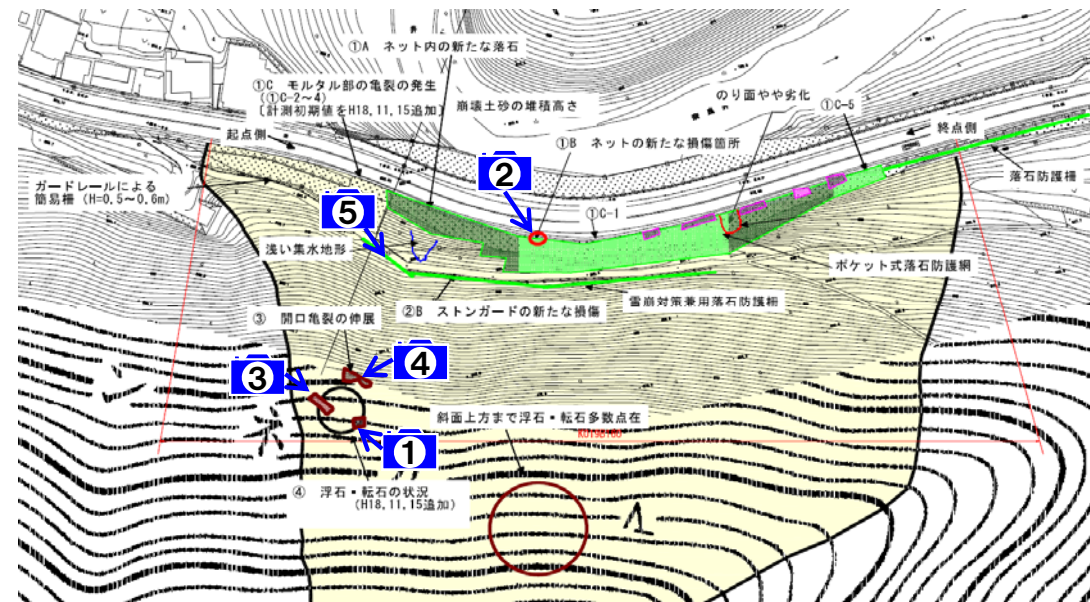 ①A ネット内の新たな落石
①C モルタル部の亀裂の発生
(①C-2~4)
〔計測初期値をH18,11,15追加〕
崩壊土砂の堆積高さ
のり面やや劣化
①C-5
起点側
①B ネットの新たな損傷箇所
終点側
②
落石防護柵
ガードレールによる
簡易柵 (H=0.5~0.6m)
⑤
①C-1
浅い集水地形
ポケット式落石防護網
②B ストンガードの新たな損傷
雪崩対策兼用落石防護柵
③ 開口亀裂の伸展
④
③
斜面上方まで浮石・転石多数点在
①
④ 浮石・転石の状況
(H18,11,15追加)